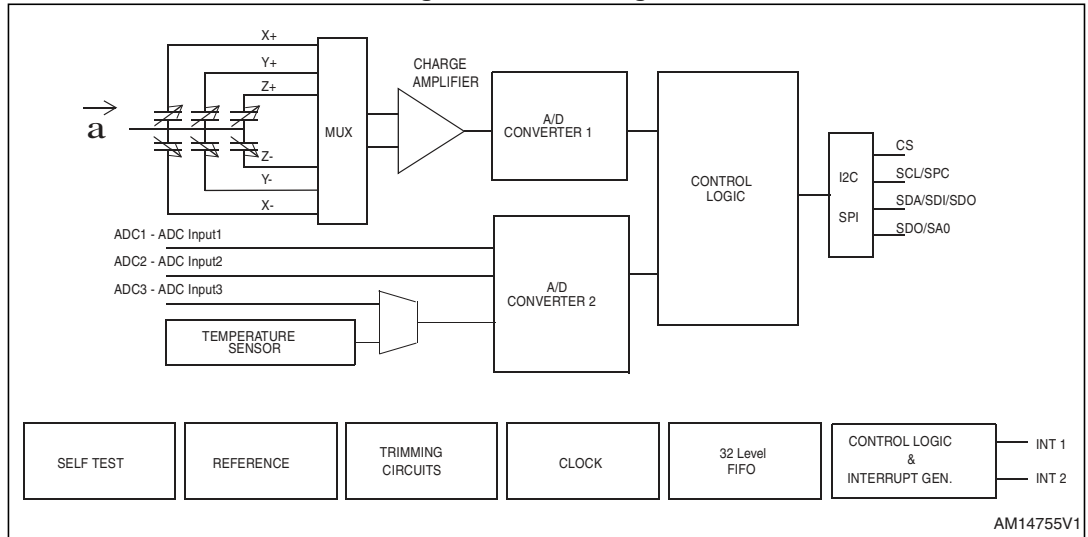 X+
Y+
Z+
a
Z-
Y-
X-
MUX
CHARGE
AMPLIFIER
A/D
CONVERTER 1
CONTROL
LOGIC
I2C
SPI
CS
SCL/SPC
SDA/SDI/SDO
SDO/SA0
ADC1 - ADC Input1
ADC2 - ADC Input2
ADC3 - ADC Input3
A/D
CONVERTER 2
TEMPERATURE
SENSOR
SELF TEST
REFERENCE
TRIMMING
CIRCUITS
CLOCK
32 Level
FIFO
CONTROL LOGIC
&
INTERRUPT GEN.
INT 1
INT 2
AM14755V1